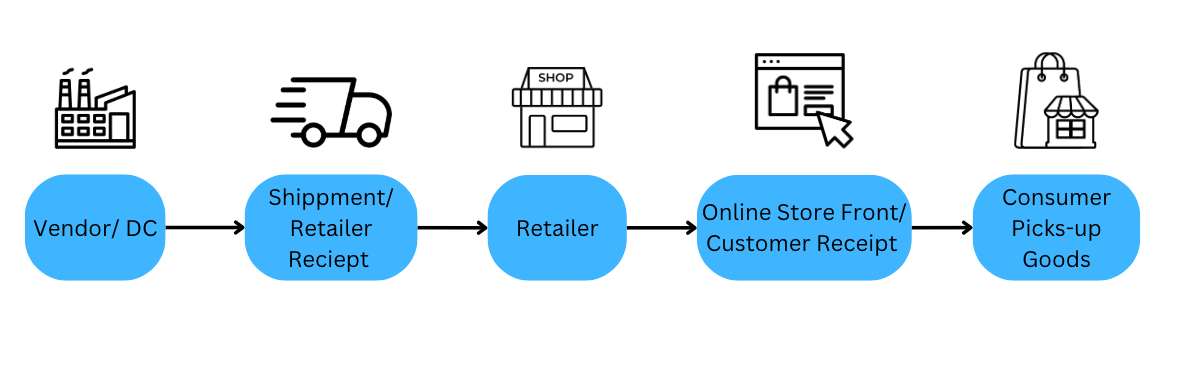 SHOP
Vendor/ DC
Shippment/
Retailer
Reciept
Retailer
Online Store Front/
Customer Receipt
Consumer
Picks-up
Goods